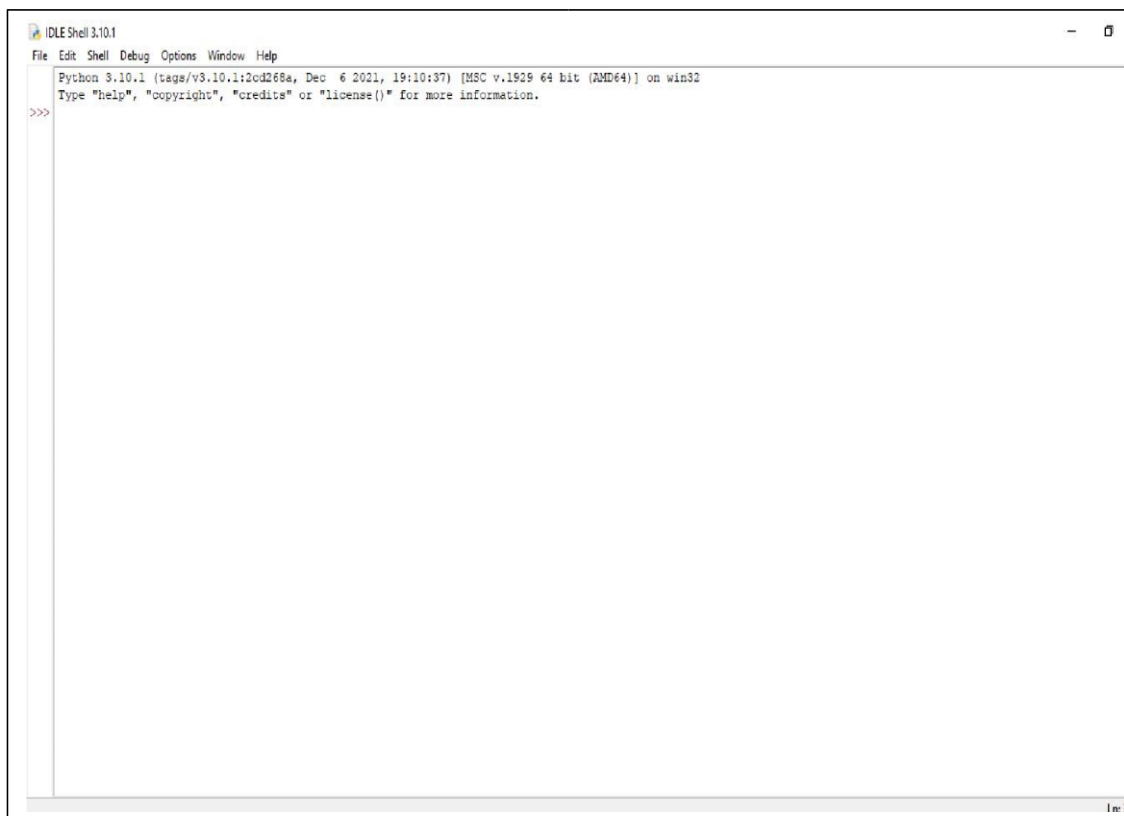 IDLE Shell 3.10.1
File Edit Shell Debug Options Window Help
Python 3.10.1 (tags/v3.10.1:2cd268a, Dec  6 2021, 19:10:37) [MSC v.1929 64 bit (AMD64)] on win32
Type "help", "copyright", "credits" or "license()" for more information.
>>>
Ln: